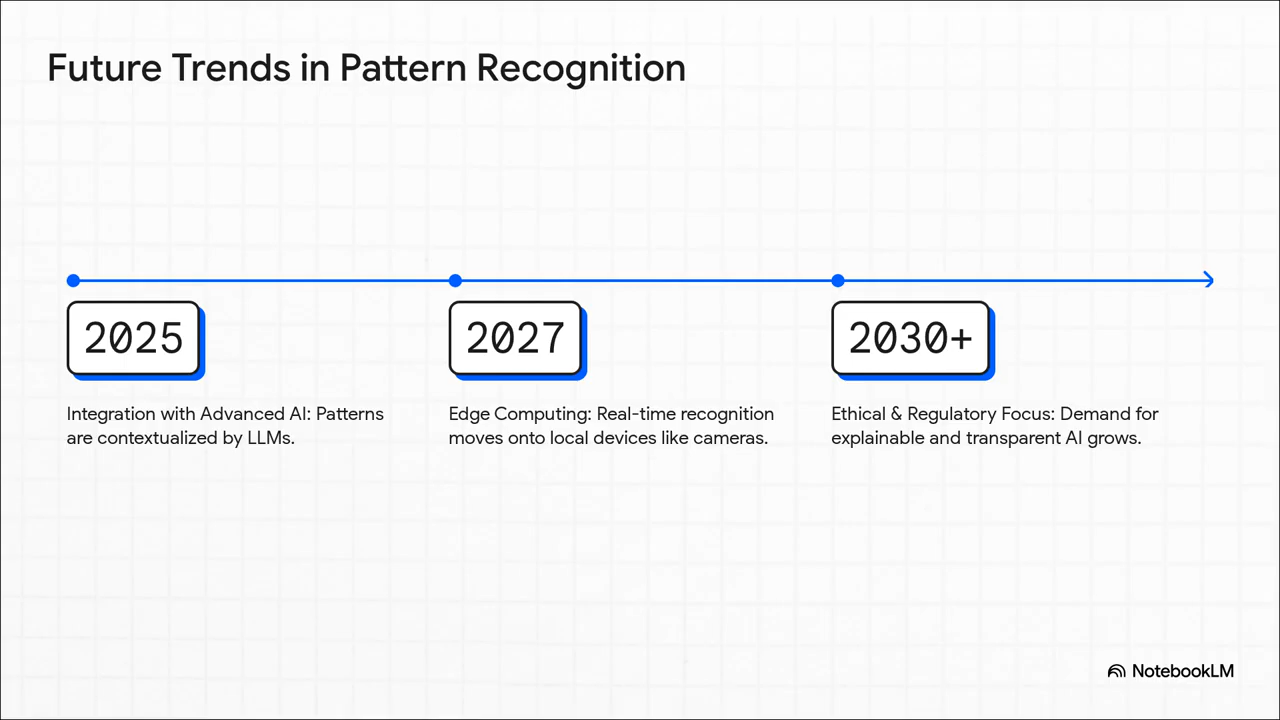 Future Trends in Pattern Recognition
2025
Integration with Advanced AI: Patterns
are contextualized by LLMs.
2027
Edge Computing: Real-time recognition
moves onto local devices like cameras.
2030+
Ethical & Regulatory Focus: Demand for
explainable and transparent AI grows.
NotebookLM